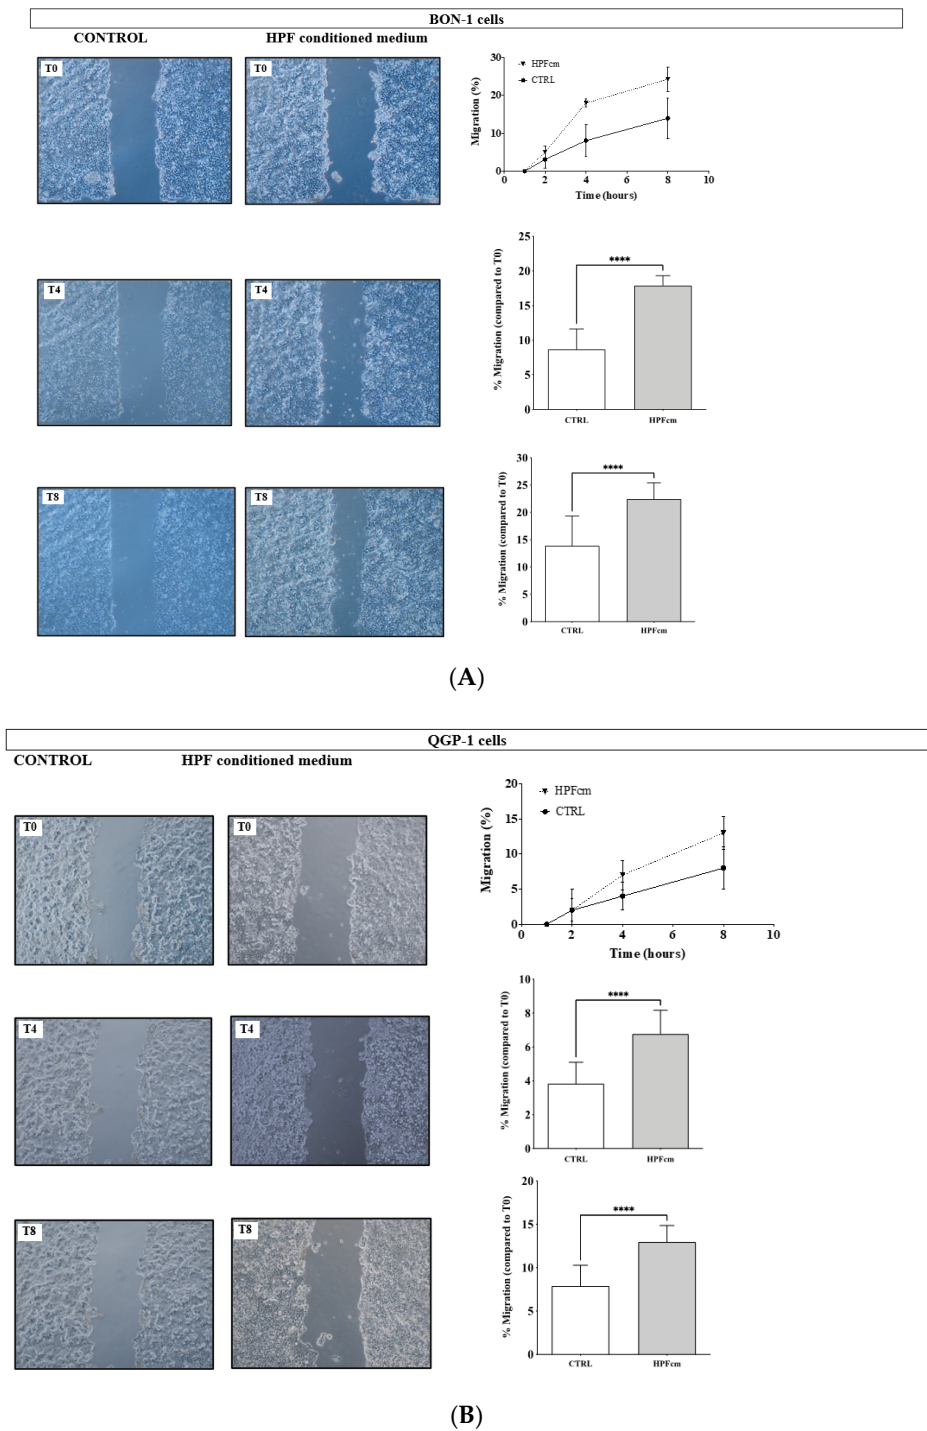 BON-1 cells
CONTROL HPF conditioned medium
T0
T0
HPFcm
CTRL
Migration (%)
30
20
10
0
0 2 4 6 8 10
Time (hours)
T4
T4
% Migration (compared to T0)
25
20
15
10
5
0
****
CTRL HPFcm
T8
T8
% Migration (compared to T0)
30
25
20
15
10
5
0
****
CTRL HPFcm
(A)
QGP-1 cells
CONTROL HPF conditioned medium
T0
T0
HPFcm
CTRL
Migration (%)
20
15
10
5
0
0 2 4 6 8 10
Time (hours)
T4
T4
% Migration (compared to T0)
10
8
6
4
2
0
****
CTRL HPFcm
T8
T8
% Migration (compared to T0)
20
15
10
5
0
****
CTRL HPFcm
(B)